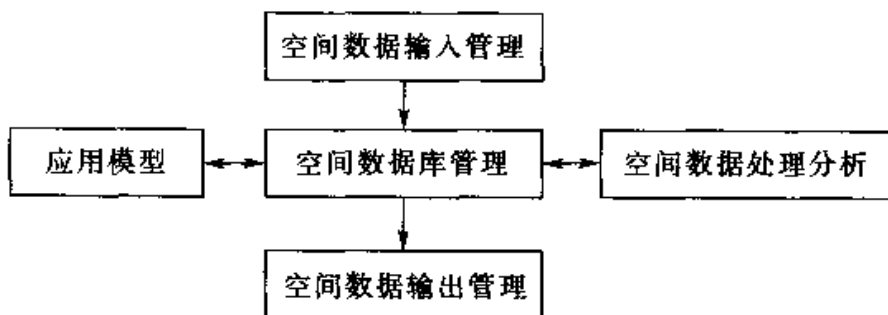 空间数据输入管理
应用模型
空间数据库管理
空间数据处理分析
空间数据输出管理